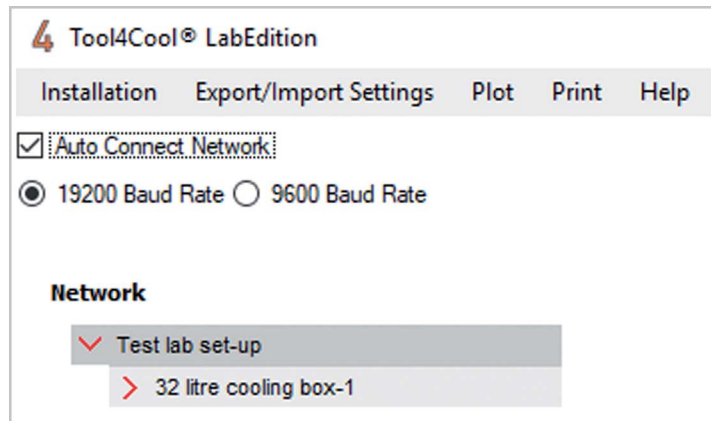 4 Tool4Cool® LabEdition
Installation Export/Import Settings Plot Print Help
Auto Connect Network
19200 Baud Rate 9600 Baud Rate
Network
Test lab set-up
32 litre cooling box-1